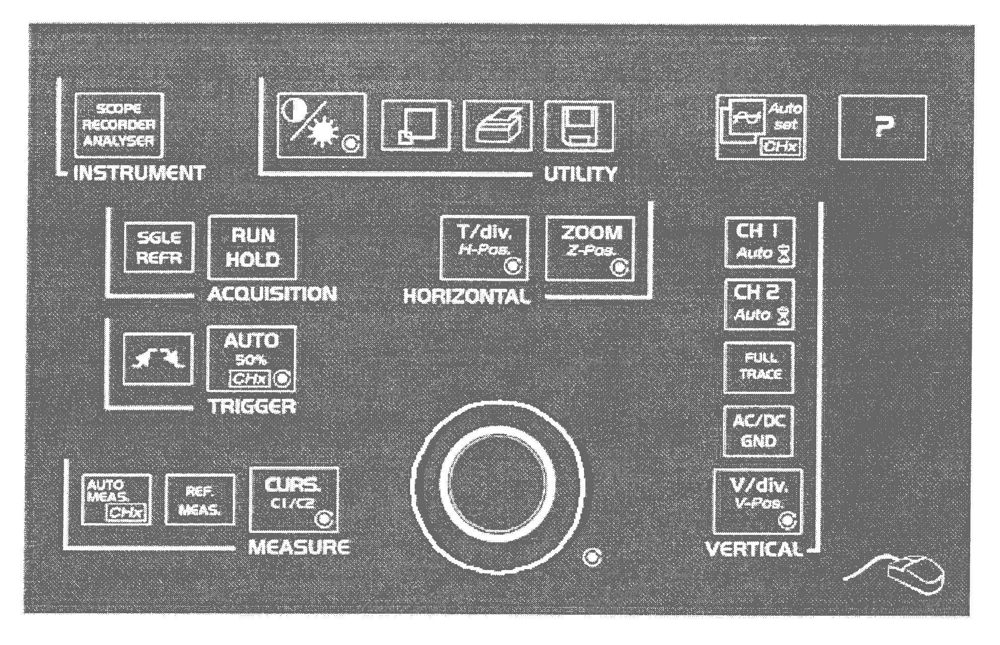 SCOPE
RECORDER
ANALYSER
INSTRUMENT
UTILITY
Auto
set
CHx
?
SGLE
REFR
RUN
HOLD
ACQUISITION
T/div.
H-Pos.
ZOOM
Z-Pos.
HORIZONTAL
AUTO
50%
CHx
TRIGGER
AUTO
MEAS.
CHx
REF.
MEAS.
CURS.
C1/C2
MEASURE
CH 1
Auto
CH 2
Auto
FULL
TRACE
AC/DC
GND
V/div.
V-Pos.
VERTICAL